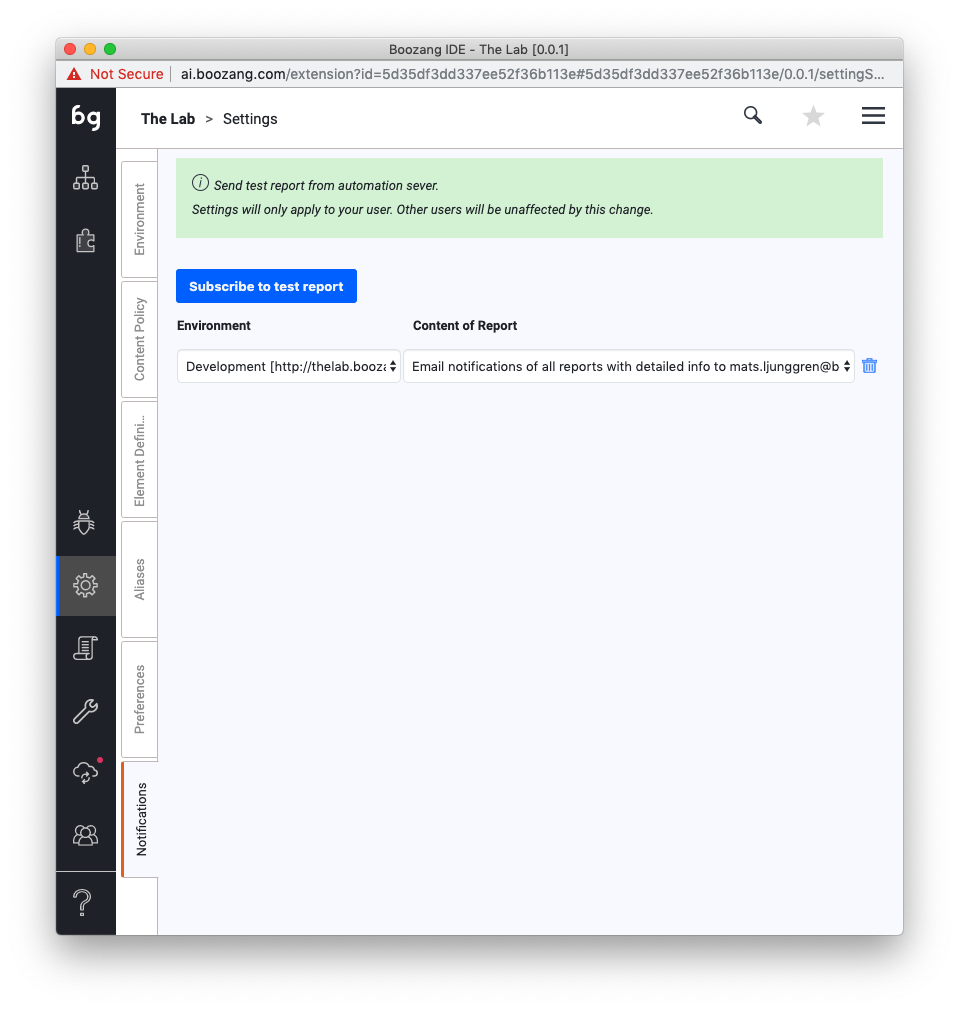 Boozang IDE - The Lab [0.0.1]
Not Secure | ai.boozang.com/extension?id=5d35df3dd337ee52f36b113e#5d35df3dd337ee52f36b113e/0.0.1/settingS...
bg
The Lab > Settings
Environment
Content Policy
Element Defini...
Aliases
Preferences
Notifications
i Send test report from automation sever.
Settings will only apply to your user. Other users will be unaffected by this change.
Subscribe to test report
Environment Content of Report
Development [http://thelab.booza Email notifications of all reports with detailed info to mats.ljunggren@b